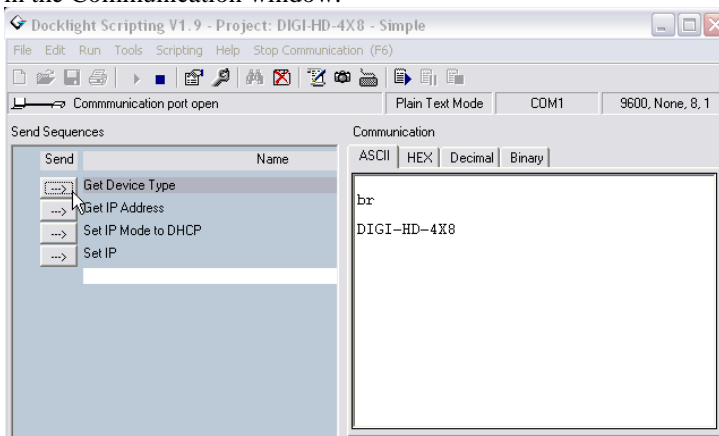 in the Communication window.
Docklight Scripting V1.9 - Project: DIGI-HD-4X8 - Simple
File Edit Run Tools Scripting Help Stop Communication (F6)
Commmunication port open Plain Text Mode COM1 9600, None, 8, 1
Send Sequences
Send Name
---> Get Device Type
---> Get IP Address
---> Set IP Mode to DHCP
---> Set IP
Communication
ASCII HEX Decimal Binary
br
DIGI-HD-4X8